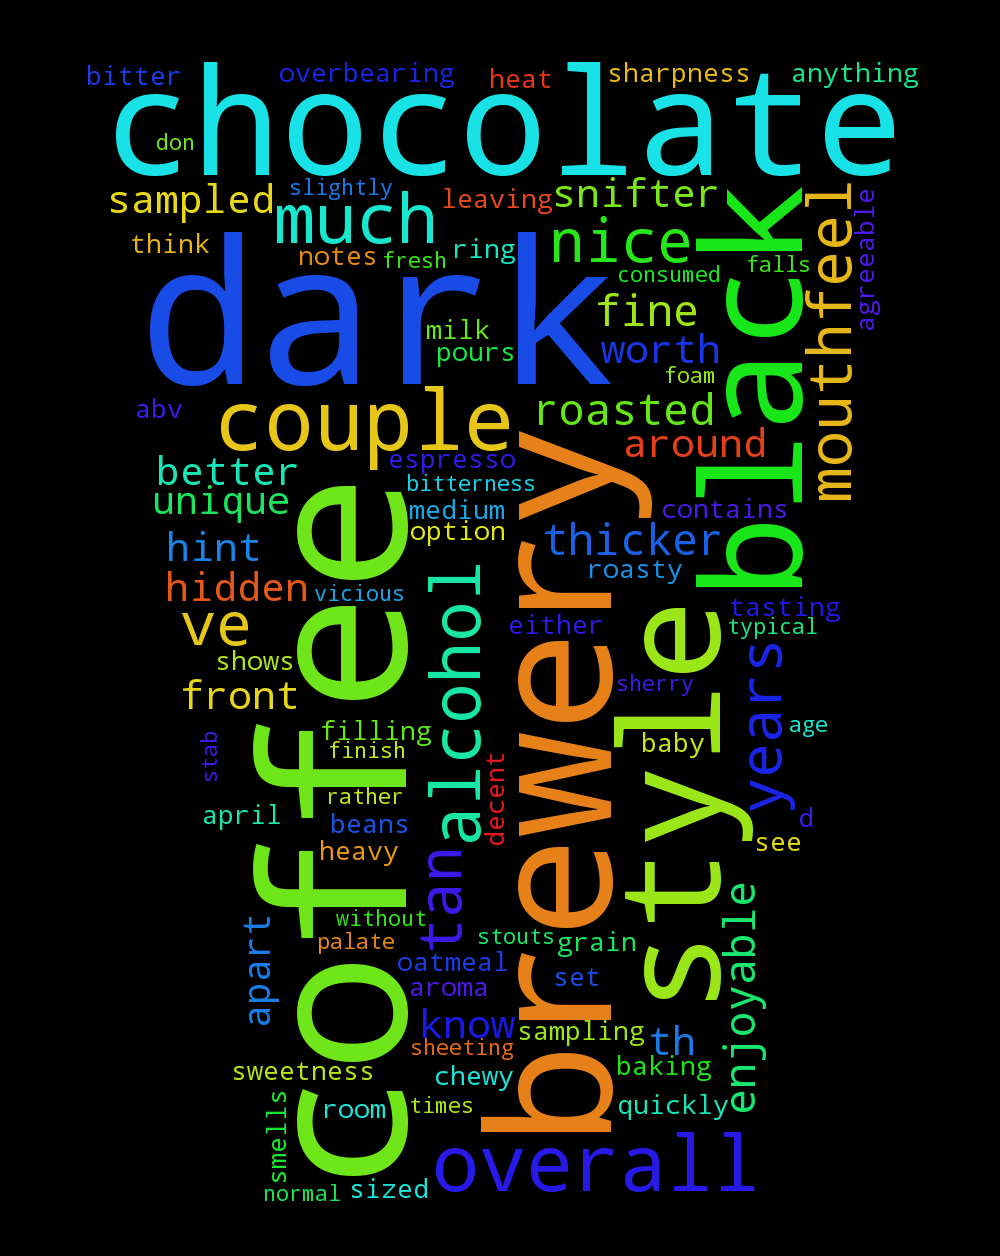 bitter overbearing heat sharpness anything
chocolate
don
sampled slightly much leaving snifter
think notes fresh ring nice consumed falls agreeable
dark
black
mouthfeel
milk fine
pours worth
foam
abv couple roasted
around
better espresso
unique bitterness
medium contains
option
hint thicker
roasty
hidden vicious
tasting
ve either typical
shows
front sherry
coffee
alcohol
brewery
style
years
filling baby age
stab finish
decent
rather
april beans d
heavy see
tan
without
apart palate stouts grain enjoyable
oatmeal
aroma set
know sampling th
sheeting
sweetness chewy baking
smells room times quickly
overall
normal sized